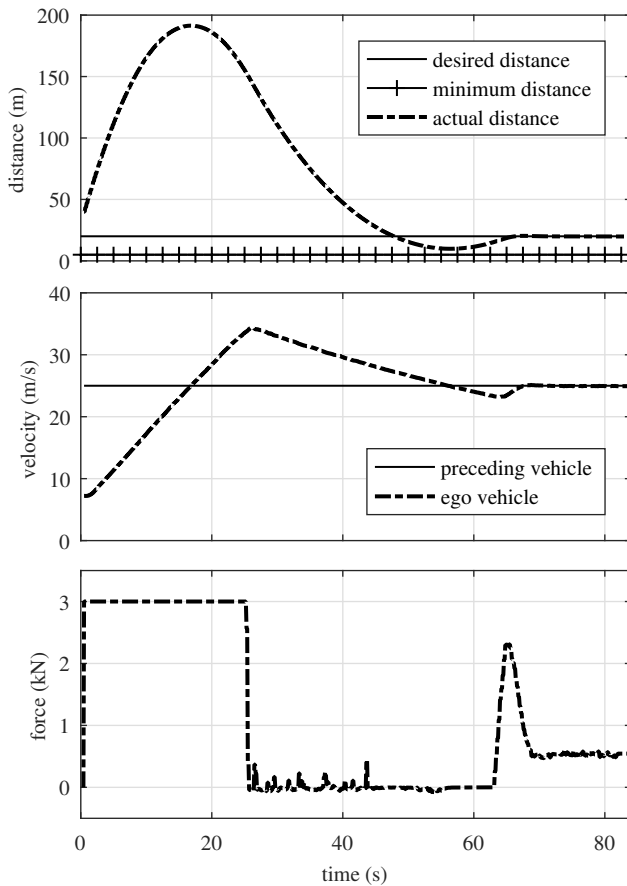 200
150
100
50
0
distance (m)
desired distance
minimum distance
actual distance
40
30
20
10
0
velocity (m/s)
preceding vehicle
ego vehicle
3
2
1
0
force (kN)
0 20 40 60 80
time (s)